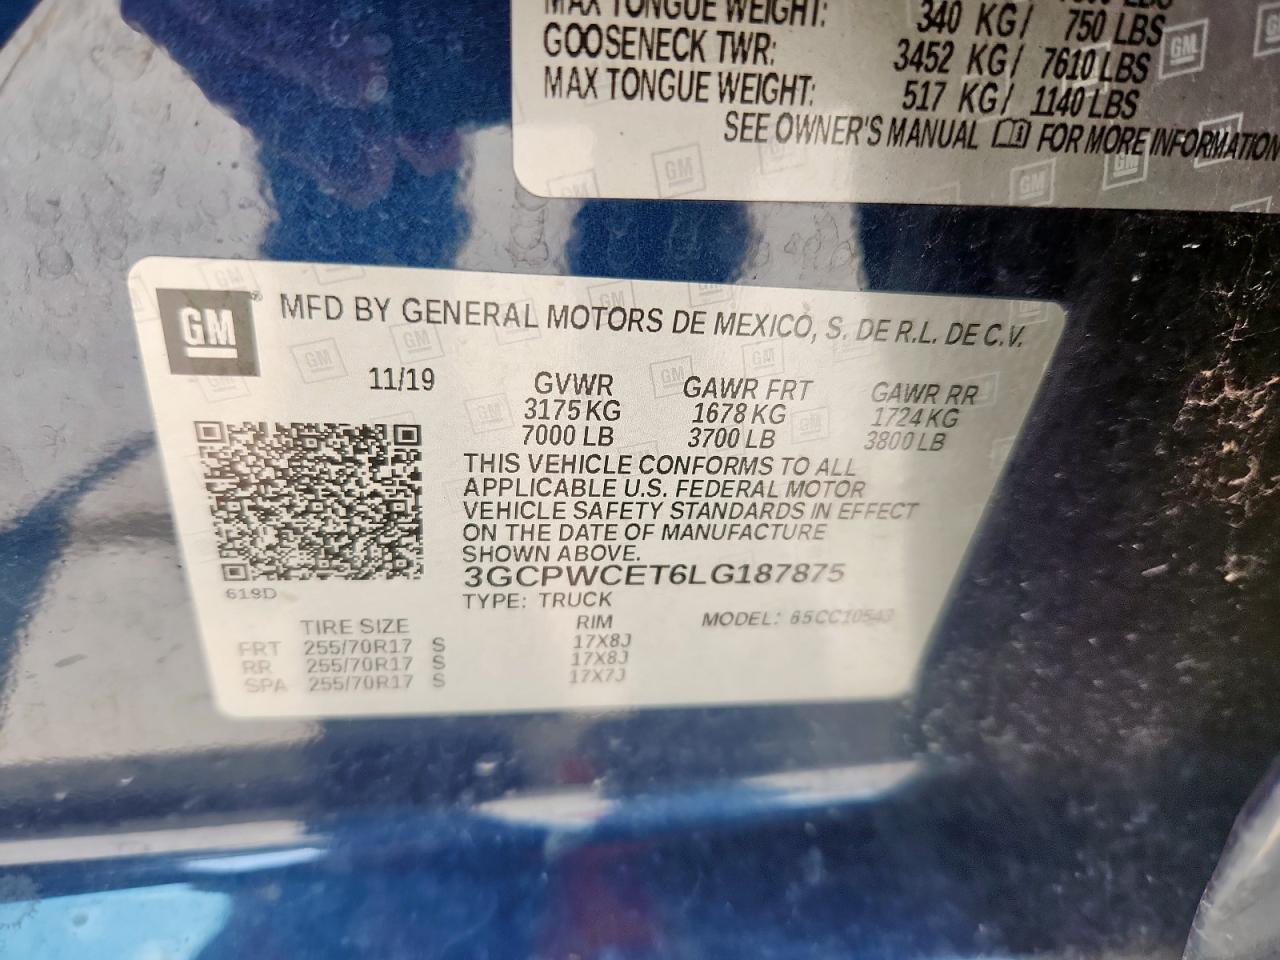 MAX TONGUE WEIGHT: 340 KG/ 750 LBS
GOOSENECK TWR: 3452 KG/ 7610 LBS
MAX TONGUE WEIGHT: 517 KG/ 1140 LBS
SEE OWNER'S MANUAL FOR MORE INFORMATION
GM® MFD BY GENERAL MOTORS DE MEXICO, S. DE R.L. DE C.V.
11/19 GVWR GAWR FRT GAWR RR
3175 KG 1678 KG 1724 KG
7000 LB 3700 LB 3800 LB
THIS VEHICLE CONFORMS TO ALL
APPLICABLE U.S. FEDERAL MOTOR
VEHICLE SAFETY STANDARDS IN EFFECT
ON THE DATE OF MANUFACTURE
SHOWN ABOVE.
3GCPWCET6LG187875
619D
TYPE: TRUCK
TIRE SIZE RIM MODEL:
FRT 255/70R17 S 17X8J
RR 255/70R17 S 17X8J
SPA 255/70R17 S 17X7J